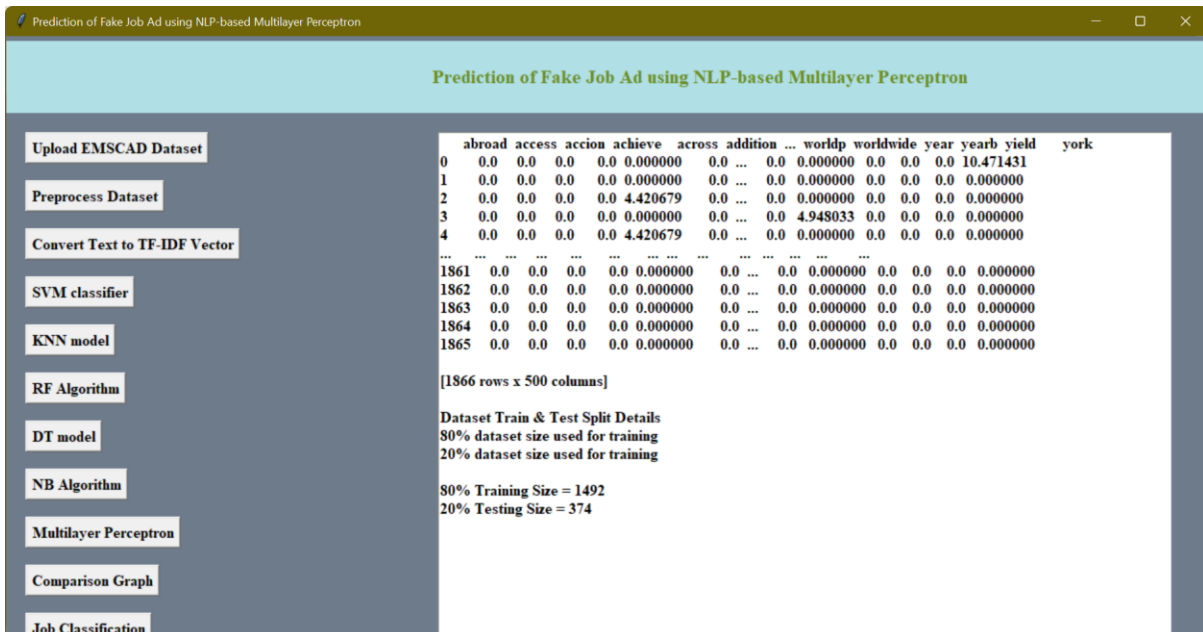 Prediction of Fake Job Ad using NLP-based Multilayer Perceptron
Prediction of Fake Job Ad using NLP-based Multilayer Perceptron
Upload EMSCAD Dataset
Preprocess Dataset
Convert Text to TF-IDF Vector
SVM classifier
KNN model
RF Algorithm
DT model
NB Algorithm
Multilayer Perceptron
Comparison Graph
Job Classification
abroad access accion achieve across addition ... worldp worldwide year yearb yield york
0 0.0 0.0 0.0 0.0 0.000000 0.0 ... 0.0 0.000000 0.0 0.0 0.0 10.471431
1 0.0 0.0 0.0 0.0 0.000000 0.0 ... 0.0 0.000000 0.0 0.0 0.0 0.000000
2 0.0 0.0 0.0 0.0 4.420679 0.0 ... 0.0 0.000000 0.0 0.0 0.0 0.000000
3 0.0 0.0 0.0 0.0 0.000000 0.0 ... 0.0 4.948033 0.0 0.0 0.0 0.000000
4 0.0 0.0 0.0 0.0 4.420679 0.0 ... 0.0 0.000000 0.0 0.0 0.0 0.000000
... ... ... ... ... ... ... ... ... ... ... ... ...
1861 0.0 0.0 0.0 0.0 0.000000 0.0 ... 0.0 0.000000 0.0 0.0 0.0 0.000000
1862 0.0 0.0 0.0 0.0 0.000000 0.0 ... 0.0 0.000000 0.0 0.0 0.0 0.000000
1863 0.0 0.0 0.0 0.0 0.000000 0.0 ... 0.0 0.000000 0.0 0.0 0.0 0.000000
1864 0.0 0.0 0.0 0.0 0.000000 0.0 ... 0.0 0.000000 0.0 0.0 0.0 0.000000
1865 0.0 0.0 0.0 0.0 0.000000 0.0 ... 0.0 0.000000 0.0 0.0 0.0 0.000000
[1866 rows x 500 columns]
Dataset Train & Test Split Details
80% dataset size used for training
20% dataset size used for training
80% Training Size = 1492
20% Testing Size = 374